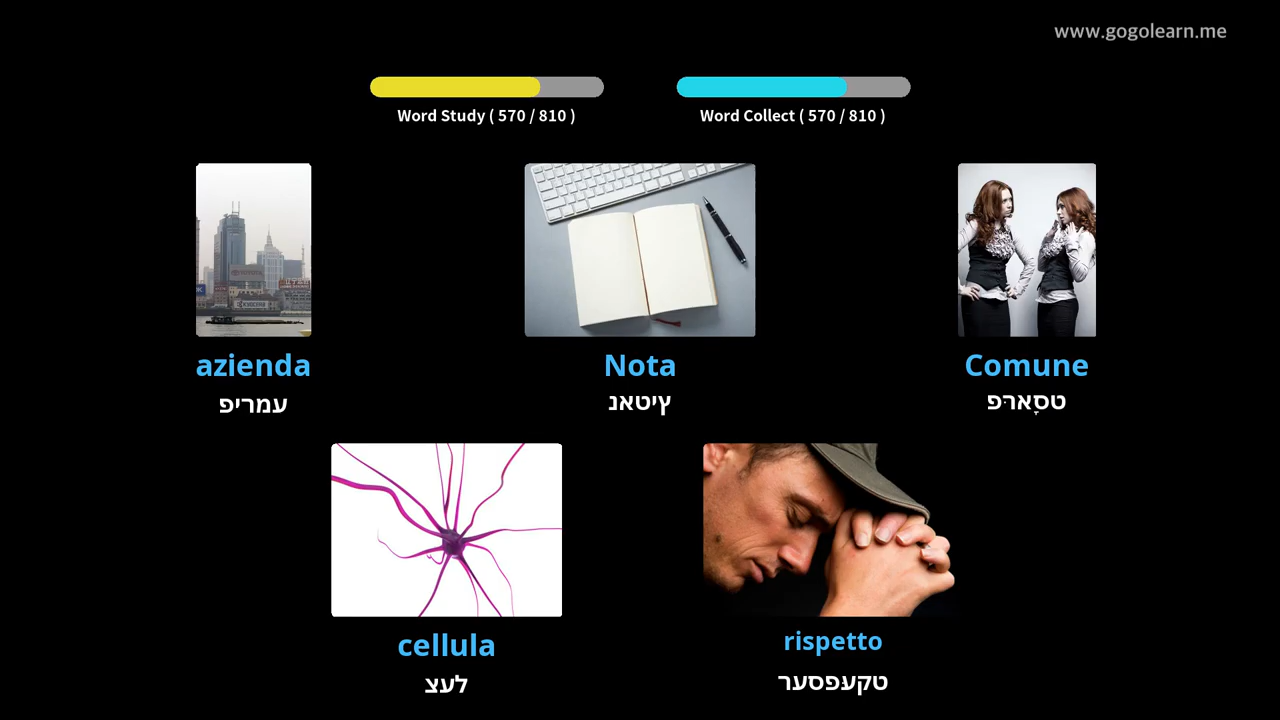 www.gogolearn.me
Word Study ( 570 / 810 )
Word Collect ( 570 / 810 )
azienda
עמריפ
Nota
ץיטאנ
Comune
טסָארּפ
cellula
לעצ
rispetto
טקעפסער